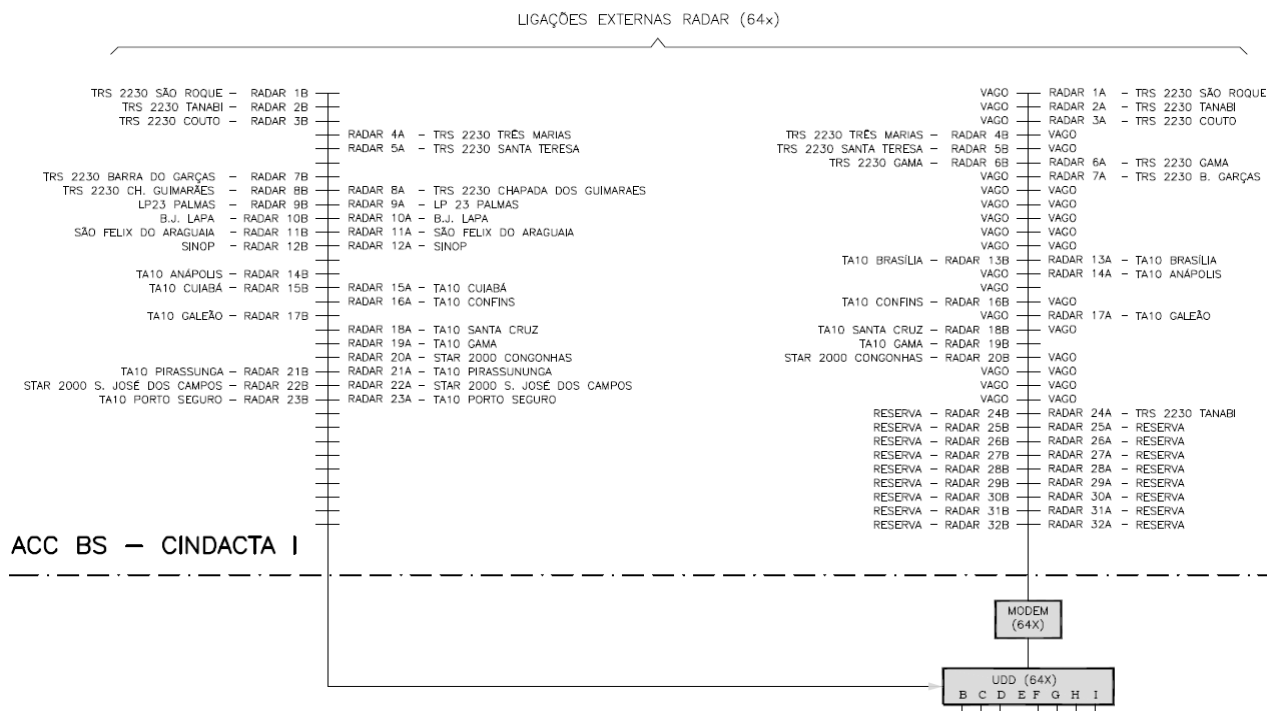 LIGAÇÕES EXTERNAS RADAR (64x)
TRS 2230 SÃO ROQUE – RADAR 1B
TRS 2230 TANABI – RADAR 2B
TRS 2230 COUTO – RADAR 3B
RADAR 4A – TRS 2230 TRÊS MARIAS
RADAR 5A – TRS 2230 SANTA TERESA
TRS 2230 BARRA DO GARÇAS – RADAR 7B
TRS 2230 CH. GUIMARÃES – RADAR 8B RADAR 8A – TRS 2230 CHAPADA DOS GUIMARAES
LP23 PALMAS – RADAR 9B RADAR 9A – LP 23 PALMAS
B.J. LAPA – RADAR 10B RADAR 10A – B.J. LAPA
SÃO FELIX DO ARAGUAIA – RADAR 11B RADAR 11A – SÃO FELIX DO ARAGUAIA
SINOP – RADAR 12B RADAR 12A – SINOP
TA10 ANÁPOLIS – RADAR 14B
TA10 CUIABÁ – RADAR 15B RADAR 15A – TA10 CUIABÁ
RADAR 16A – TA10 CONFINS
TA10 GALEÃO – RADAR 17B
RADAR 18A – TA10 SANTA CRUZ
RADAR 19A – TA10 GAMA
RADAR 20A – STAR 2000 CONGONHAS
TA10 PIRASSUNGA – RADAR 21B RADAR 21A – TA10 PIRASSUNUNGA
STAR 2000 S. JOSÉ DOS CAMPOS – RADAR 22B RADAR 22A – STAR 2000 S. JOSÉ DOS CAMPOS
TA10 PORTO SEGURO – RADAR 23B RADAR 23A – TA10 PORTO SEGURO
VAGO RADAR 1A – TRS 2230 SÃO ROQUE
VAGO RADAR 2A – TRS 2230 TANABI
VAGO RADAR 3A – TRS 2230 COUTO
TRS 2230 TRÊS MARIAS – RADAR 4B VAGO
TRS 2230 SANTA TERESA – RADAR 5B VAGO
TRS 2230 GAMA – RADAR 6B RADAR 6A – TRS 2230 GAMA
VAGO RADAR 7A – TRS 2230 B. GARÇAS
VAGO VAGO
VAGO VAGO
VAGO VAGO
VAGO VAGO
VAGO VAGO
TA10 BRASÍLIA – RADAR 13B RADAR 13A – TA10 BRASÍLIA
VAGO RADAR 14A – TA10 ANÁPOLIS
VAGO
TA10 CONFINS – RADAR 16B VAGO
VAGO RADAR 17A – TA10 GALEÃO
TA10 SANTA CRUZ – RADAR 18B VAGO
TA10 GAMA – RADAR 19B
STAR 2000 CONGONHAS – RADAR 20B VAGO
VAGO VAGO
VAGO VAGO
VAGO VAGO
RESERVA – RADAR 24B RADAR 24A – TRS 2230 TANABI
RESERVA – RADAR 25B RADAR 25A – RESERVA
RESERVA – RADAR 26B RADAR 26A – RESERVA
RESERVA – RADAR 27B RADAR 27A – RESERVA
RESERVA – RADAR 28B RADAR 28A – RESERVA
RESERVA – RADAR 29B RADAR 29A – RESERVA
RESERVA – RADAR 30B RADAR 30A – RESERVA
RESERVA – RADAR 31B RADAR 31A – RESERVA
RESERVA – RADAR 32B RADAR 32A – RESERVA
ACC BS – CINDACTA I
MODEM
(64X)
UDD (64X)
B C D E F G H I